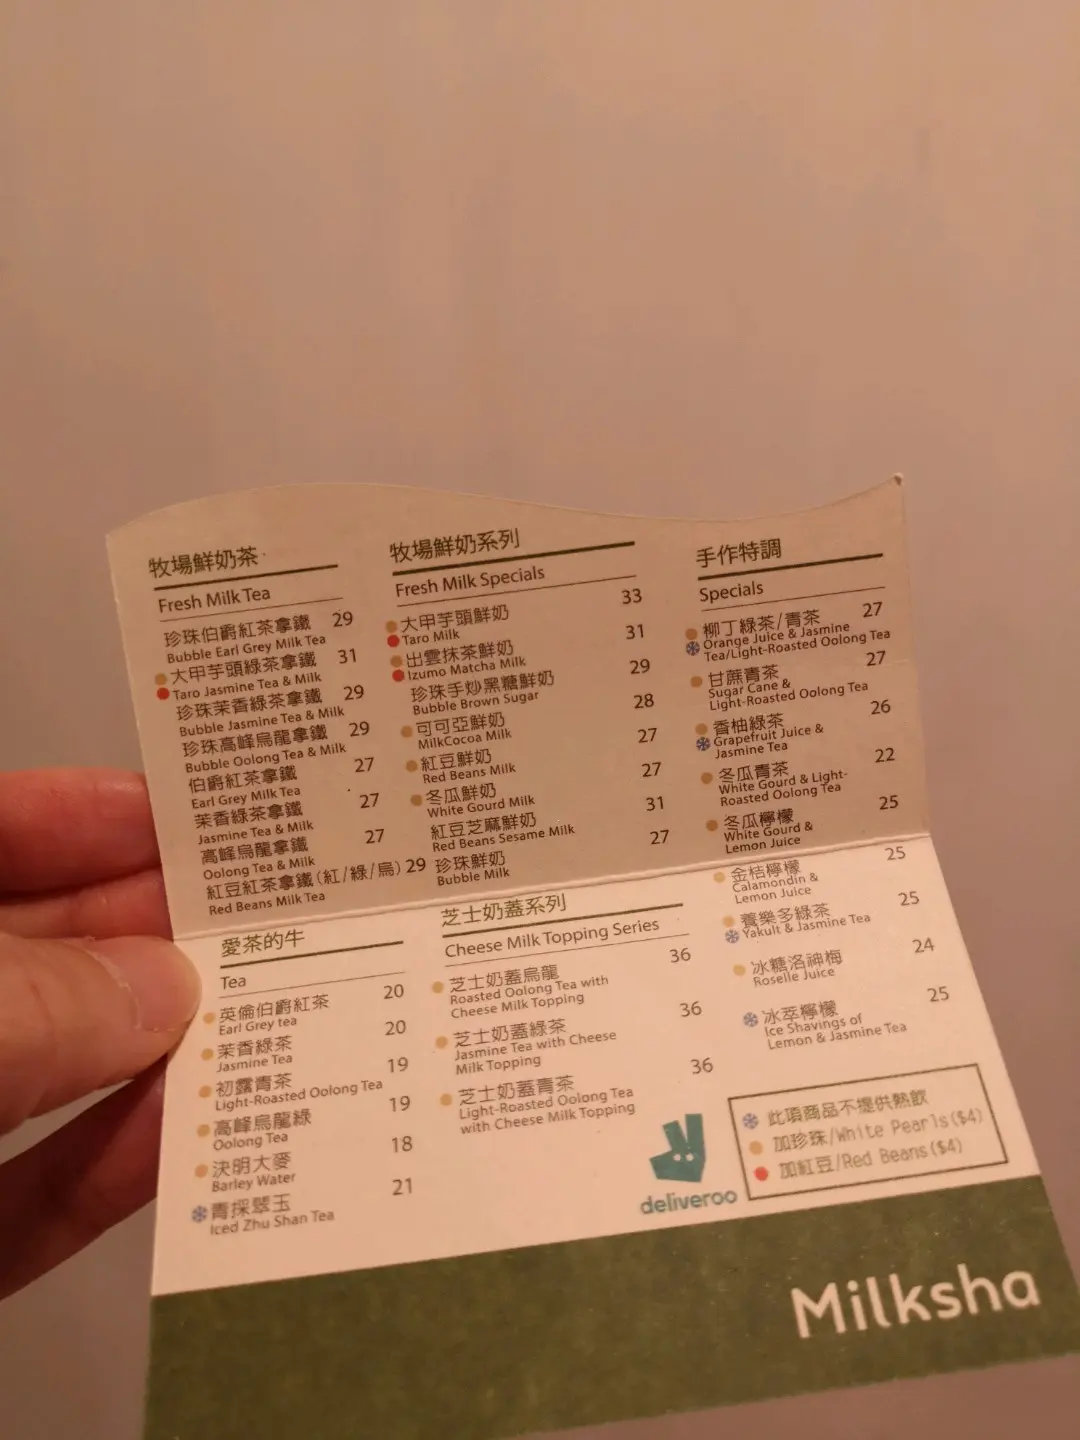 牧場鮮奶茶
Fresh Milk Tea
珍珠伯爵紅茶拿鐵 29
Bubble Earl Grey Milk Tea
大甲芋頭綠茶拿鐵 31
Taro Jasmine Tea & Milk
珍珠茉香綠茶拿鐵 29
Bubble Jasmine Tea & Milk
珍珠高峰烏龍拿鐵 29
Bubble Oolong Tea & Milk
伯爵紅茶拿鐵 27
Earl Grey Milk Tea
茉香綠茶拿鐵 27
Jasmine Tea & Milk
高峰烏龍拿鐵 27
Oolong Tea & Milk
紅豆紅茶拿鐵(紅/綠/烏) 29
Red Beans Milk Tea
愛茶的牛
Tea
英倫伯爵紅茶 20
Earl Grey tea
茉香綠茶 20
Jasmine Tea
初露青茶 19
Light-Roasted Oolong Tea
高峰烏龍綠 19
Oolong Tea
決明大麥 18
Barley Water
青採翠玉 21
Iced Zhu Shan Tea
牧場鮮奶系列
Fresh Milk Specials
大甲芋頭鮮奶 33
Taro Milk
出雲抹茶鮮奶 31
Izumo Matcha Milk
珍珠手炒黑糖鮮奶 29
Bubble Brown Sugar
可可亞鮮奶 28
MilkCocoa Milk
紅豆鮮奶 27
Red Beans Milk
冬瓜鮮奶 27
White Gourd Milk
紅豆芝麻鮮奶 31
Red Beans Sesame Milk
珍珠鮮奶 27
Bubble Milk
芝士奶蓋系列
Cheese Milk Topping Series
芝士奶蓋烏龍 36
Roasted Oolong Tea with
Cheese Milk Topping
芝士奶蓋綠茶 36
Jasmine Tea with Cheese
Milk Topping
芝士奶蓋青茶 36
Light-Roasted Oolong Tea
with Cheese Milk Topping
手作特調
Specials
柳丁綠茶/青茶 27
Orange Juice & Jasmine
Tea/Light-Roasted Oolong Tea
甘蔗青茶 27
Sugar Cane &
Light-Roasted Oolong Tea
香柚綠茶 26
Grapefruit Juice &
Jasmine Tea
冬瓜青茶 22
White Gourd & Light-
Roasted Oolong Tea
冬瓜檸檬 25
White Gourd &
Lemon Juice
金桔檸檬 25
Calamondin &
Lemon Juice
養樂多綠茶 25
Yakult & Jasmine Tea
冰糖洛神梅 24
Roselle Juice
冰萃檸檬 25
Ice Shavings of
Lemon & Jasmine Tea
deliveroo
此項商品不提供熱飲
加珍珠/White Pearls($4)
加紅豆/Red Beans($4)
Milksha